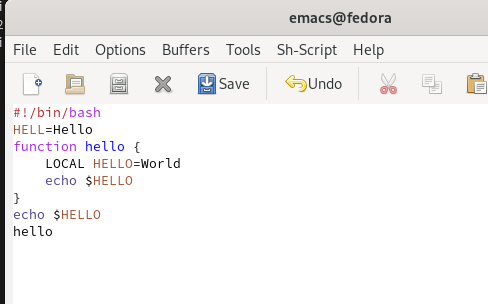 emacs@fedora
File Edit Options Buffers Tools Sh-Script Help
Save Undo
#!/bin/bash
HELL=Hello
function hello {
    LOCAL HELLO=World
    echo $HELLO
}
echo $HELLO
hello